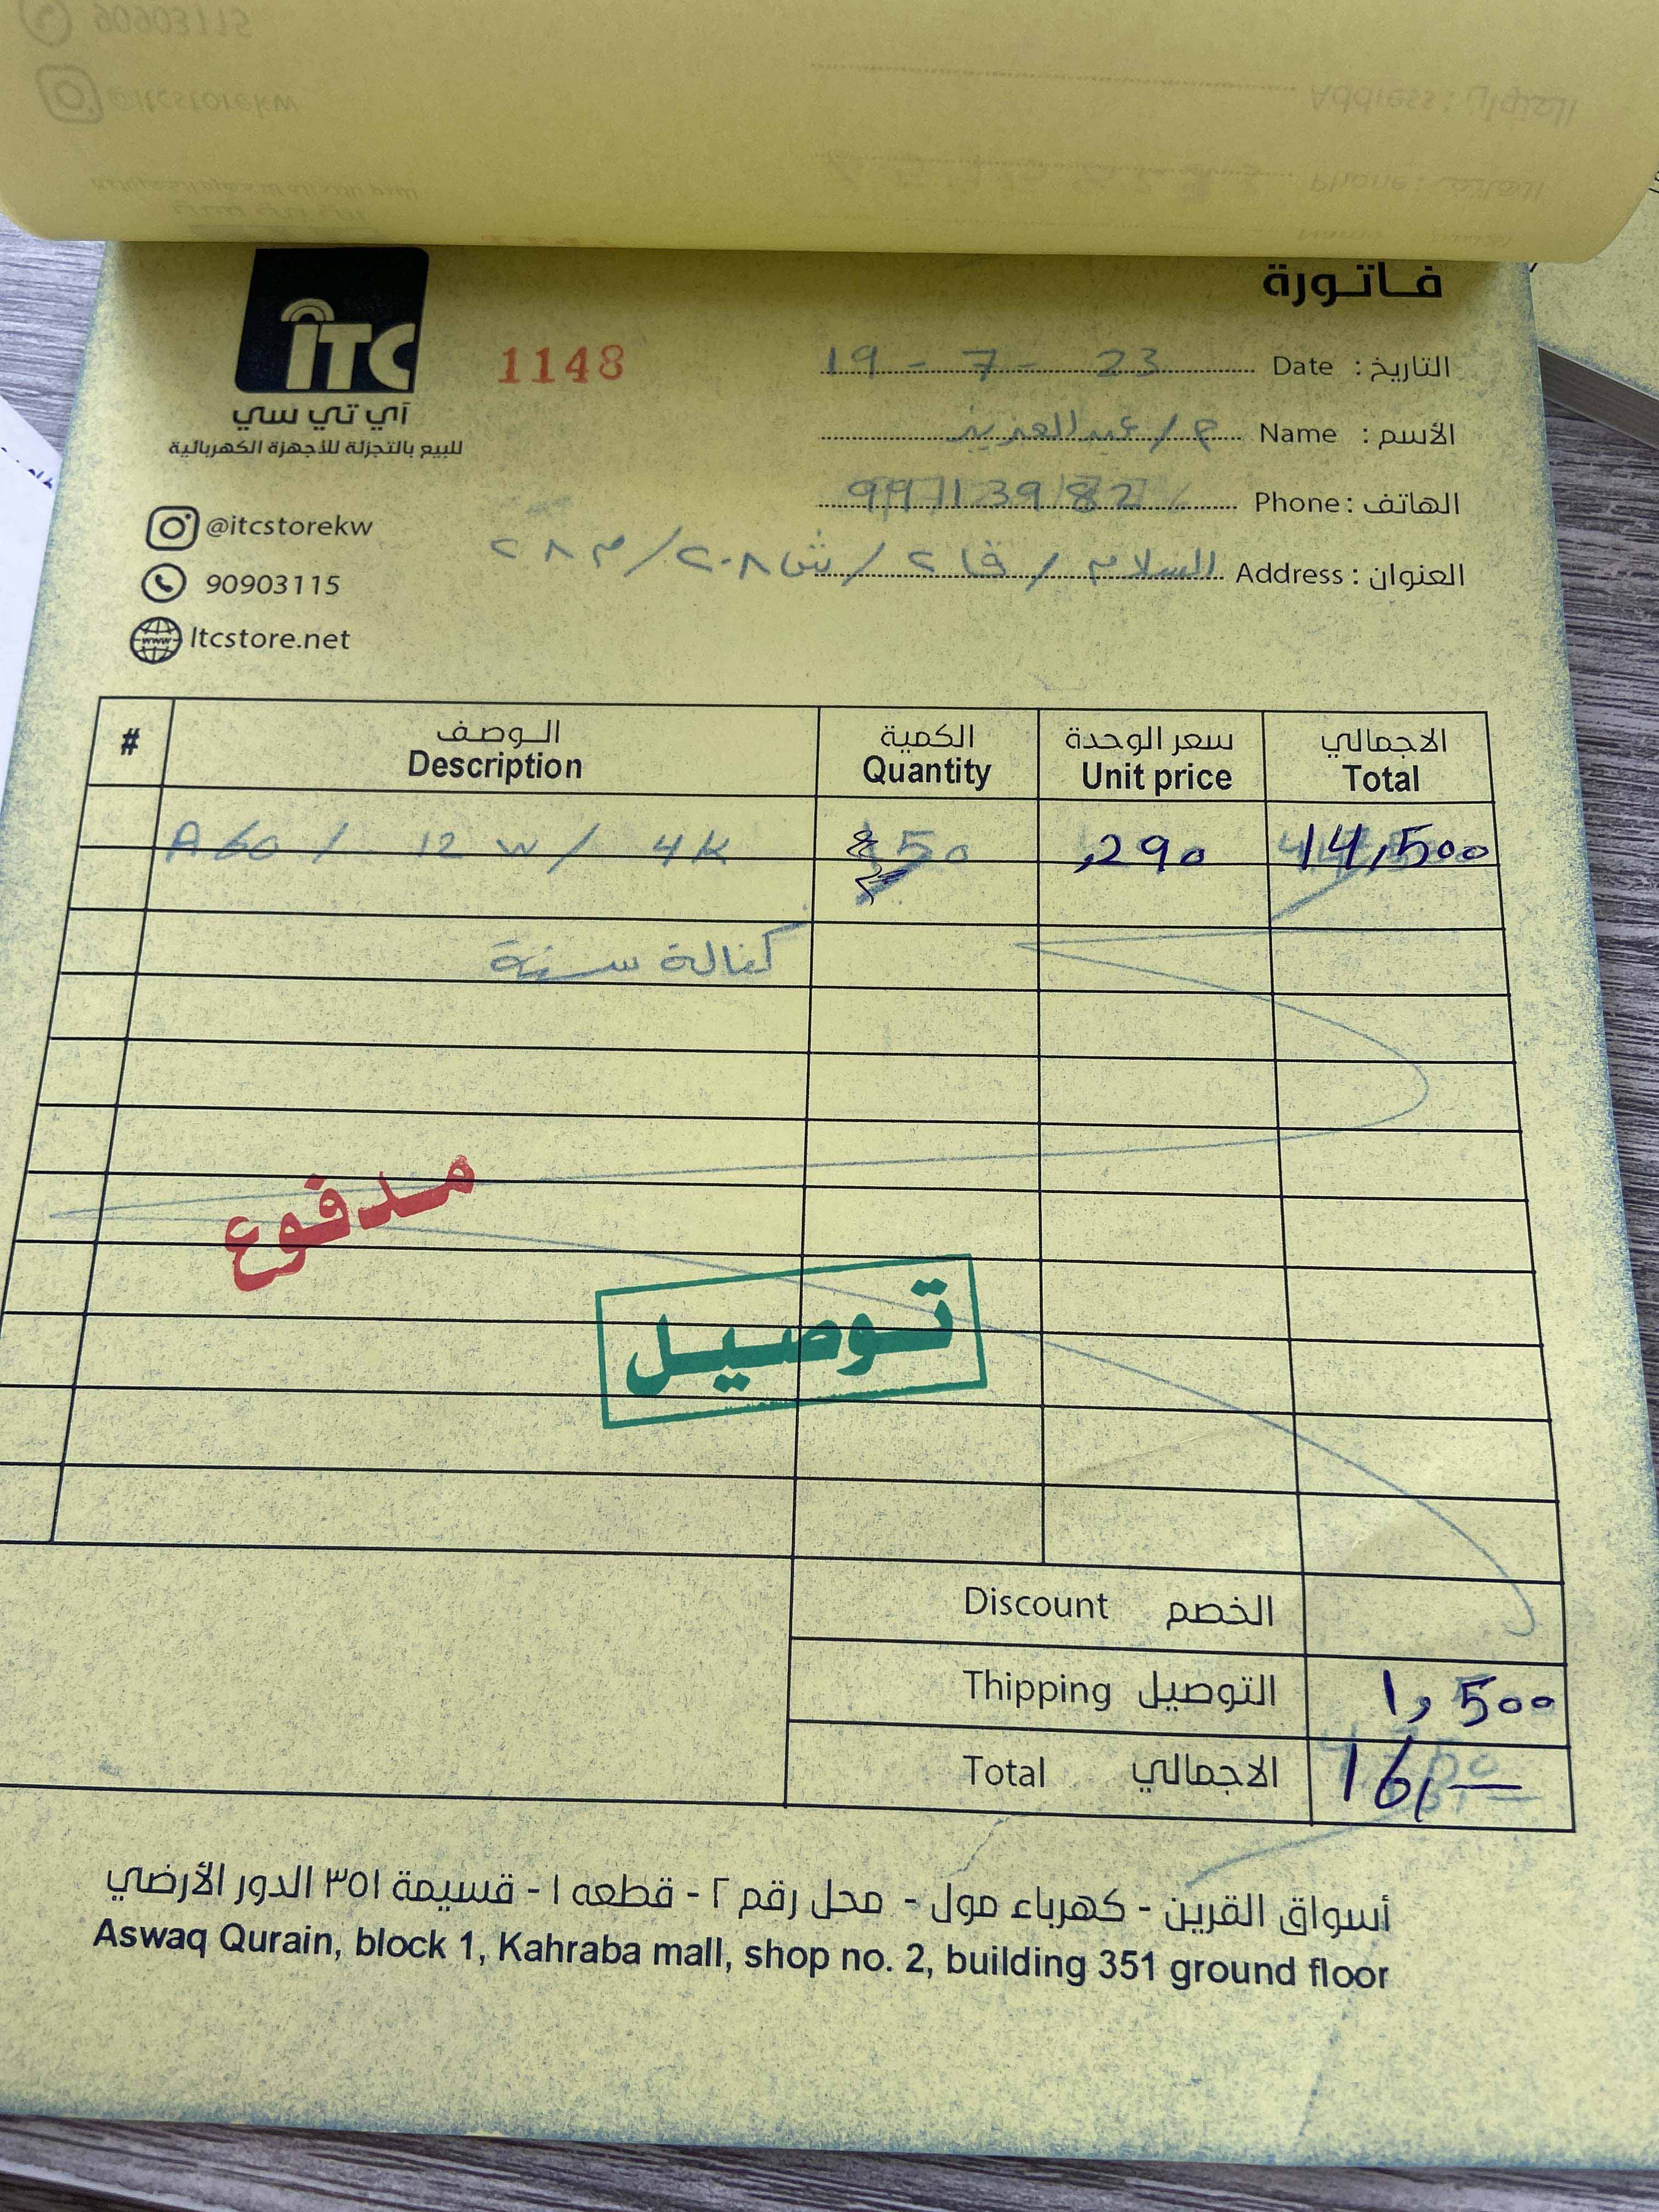 فاتورة
ITC
آي تي سي
للبيع بالتجزئة للأجهزة الكهربائية
1148
@itcstorekw
90903115
Itcstore.net
التاريخ : Date 19 - 7 - 23
الأسم : Name م / عبدالعزيز
الهاتف : Phone 99713982
العنوان : Address السلام / قا ٢ / ش ٢٠٨ / م ٢٨
# الوصف الكمية سعر الوحدة الاجمالي
Description Quantity Unit price Total
A60 / 12 W / 4K 50 ,290 14,500
كفالة سنة
مدفوع
توصيل
Discount الخصم
Thipping التوصيل 1,500
Total الاجمالي 16,—
أسواق القرين - كهرباء مول - محل رقم ٢ - قطعه ١ - قسيمة ٣٥١ الدور الأرضي
Aswaq Qurain, block 1, Kahraba mall, shop no. 2, building 351 ground floor